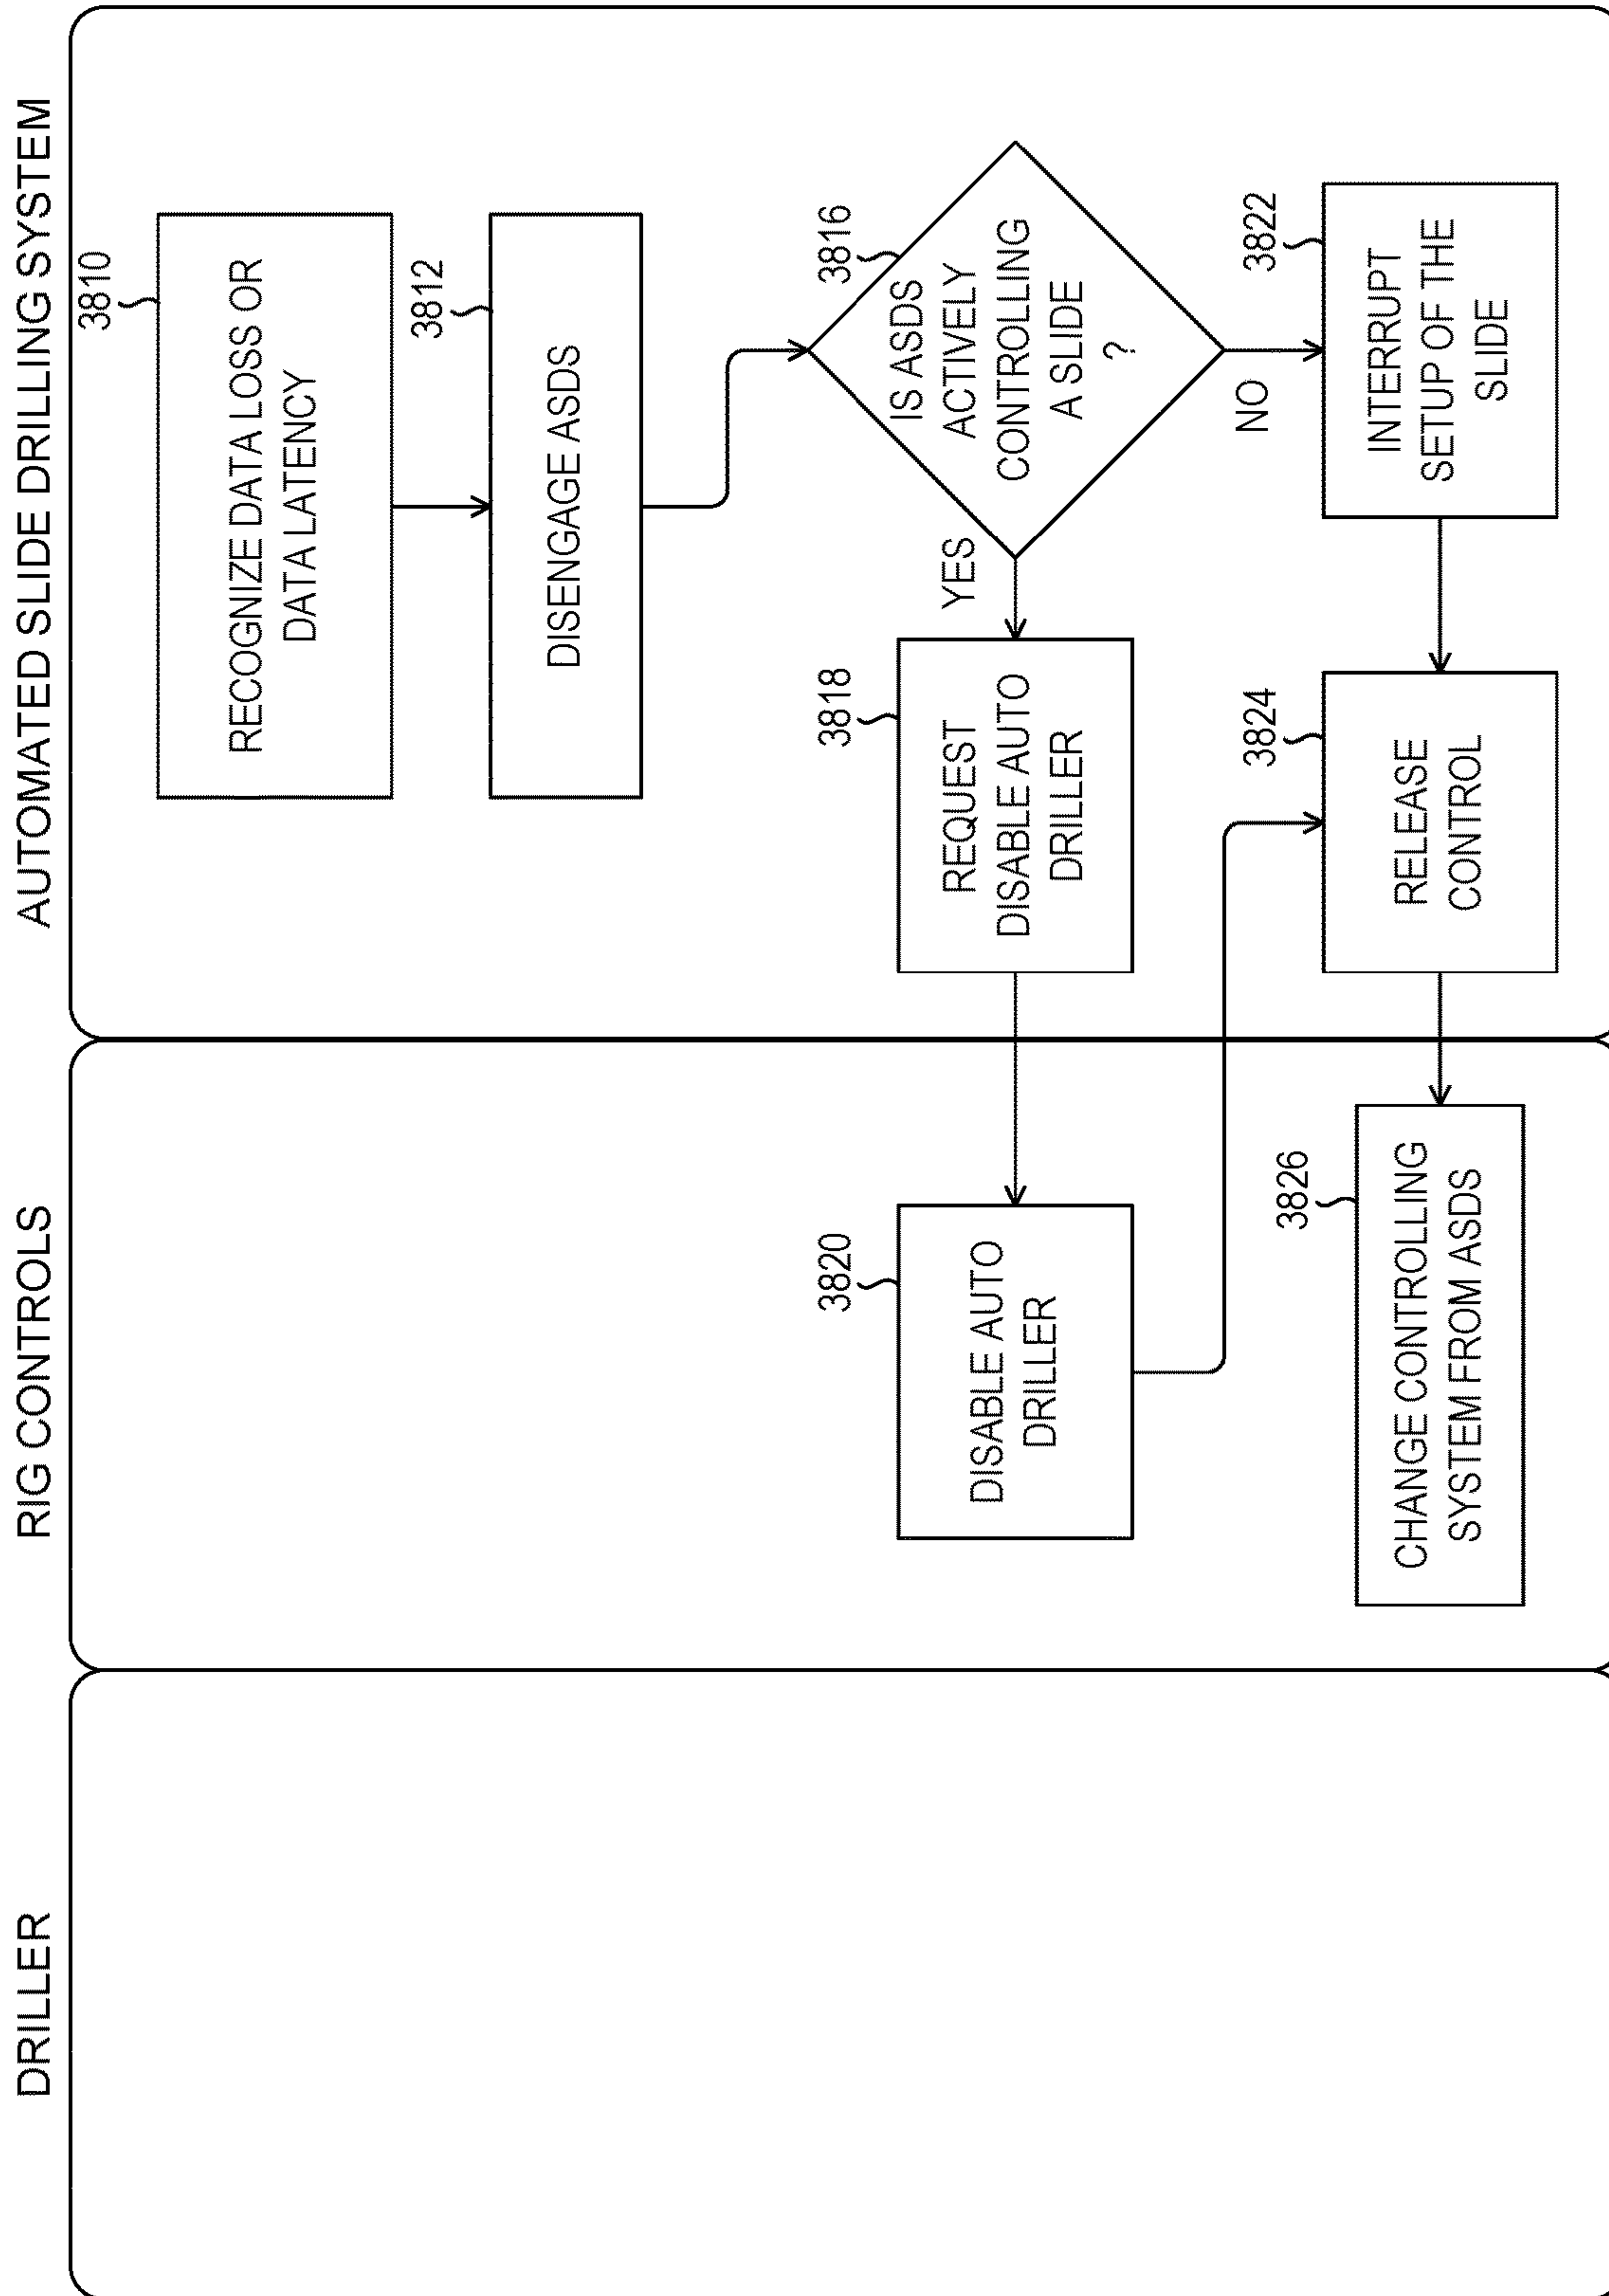 DRILLER
RIG CONTROLS
AUTOMATED SLIDE DRILLING SYSTEM
3810
RECOGNIZE DATA LOSS OR
DATA LATENCY
3812
DISENGAGE ASDS
3816
IS ASDS
ACTIVELY
CONTROLLING
A SLIDE
?
YES
NO
3818
REQUEST
DISABLE AUTO
DRILLER
3820
DISABLE AUTO
DRILLER
3822
INTERRUPT
SETUP OF THE
SLIDE
3824
RELEASE
CONTROL
3826
CHANGE CONTROLLING
SYSTEM FROM ASDS